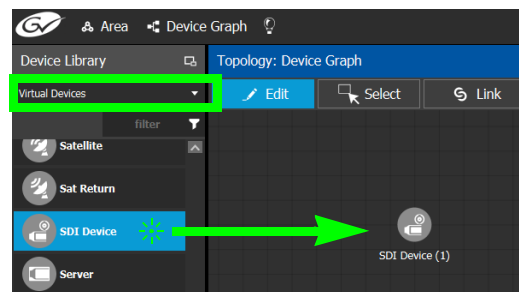 GV Area Device Graph
Device Library
Topology: Device Graph
Virtual Devices
Edit Select Link
filter
Satellite
Sat Return
SDI Device
SDI Device (1)
Server